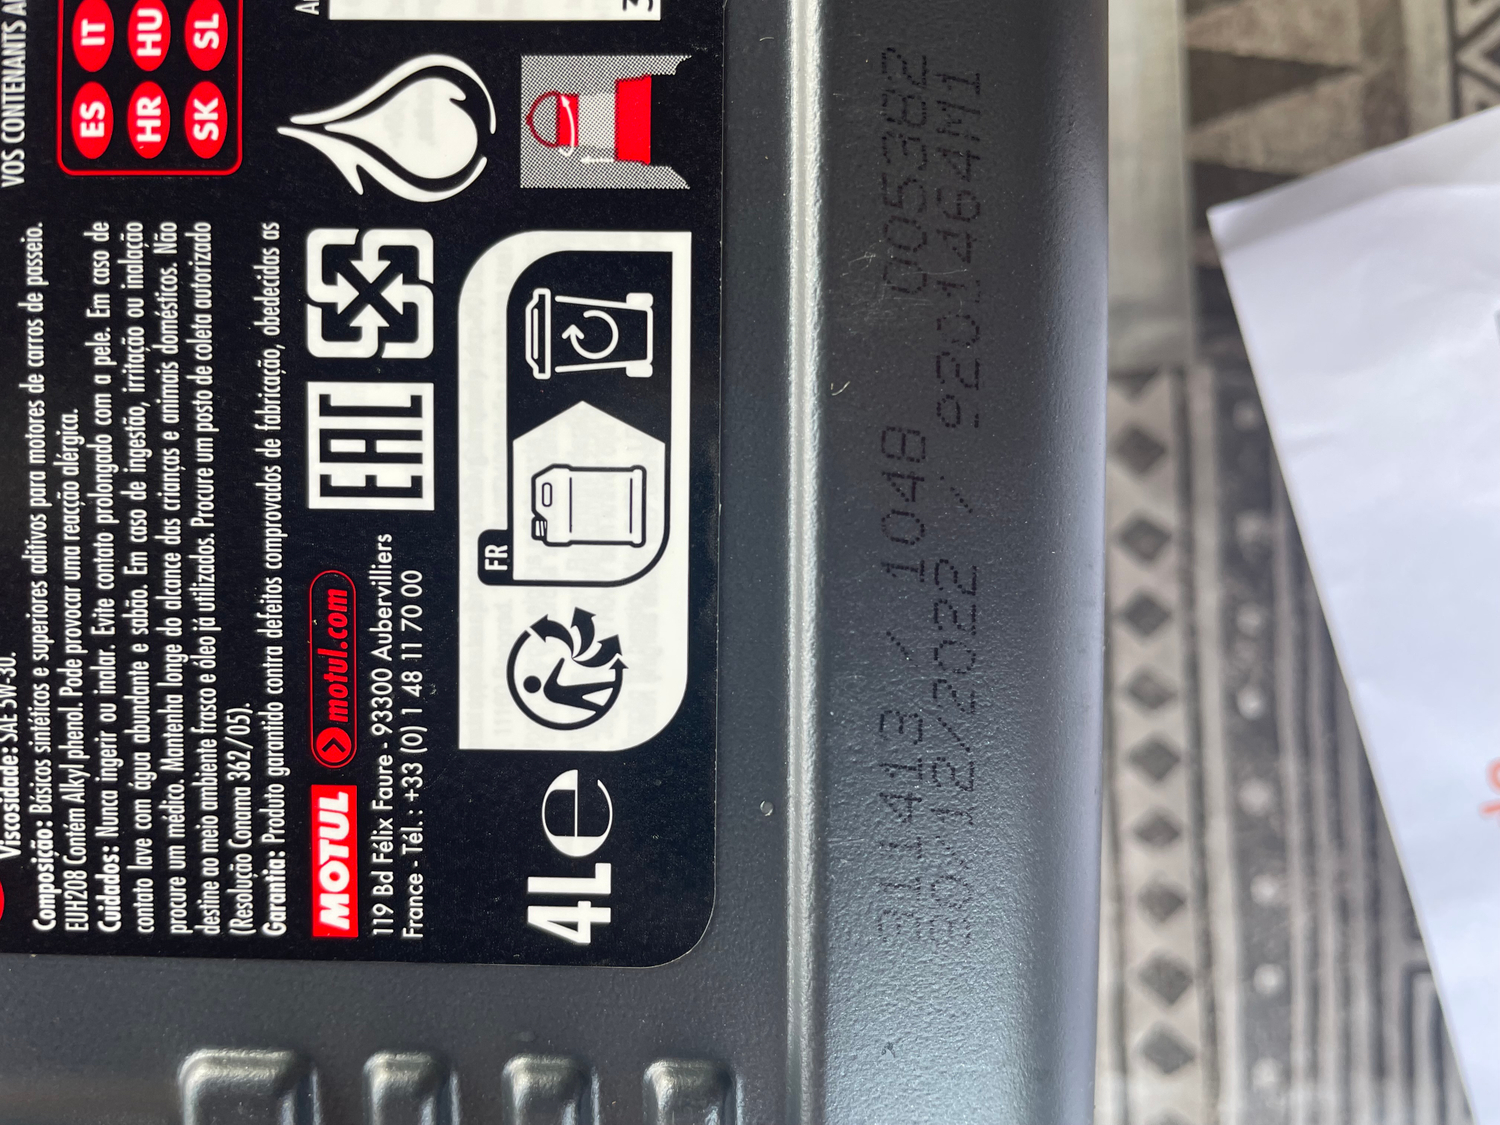 VOS CONTENANTS
ES IT
HR HU
SK SL
Viscosidade: SAE 5W-30.
Composição: Básicos sintéticos e superiores aditivos para motores de carros de passeio.
EUH208 Contém Alkyl phenol. Pode provocar uma reacção alérgica.
Cuidados: Nunca ingerir ou inalar. Evite contato prolongado com a pele. Em caso de
contato lave com água abundante e sabão. Em caso de ingestão, irritação ou inalação
procure um médico. Mantenha longe do alcance das crianças e animais domésticos. Não
destine ao meio ambiente frasco e óleo já utilizados. Procure um posto de coleta autorizado
(Resolução Conama 362/05).
Garantia: Produto garantido contra defeitos comprovados de fabricação, obedecidas as
MOTUL motul.com
119 Bd Félix Faure - 93300 Aubervilliers
France - Tél. : +33 (0) 1 48 11 70 00
EAC
FR
4L e
311413 / 1048 005382
20/12/2022 / 9201464M1